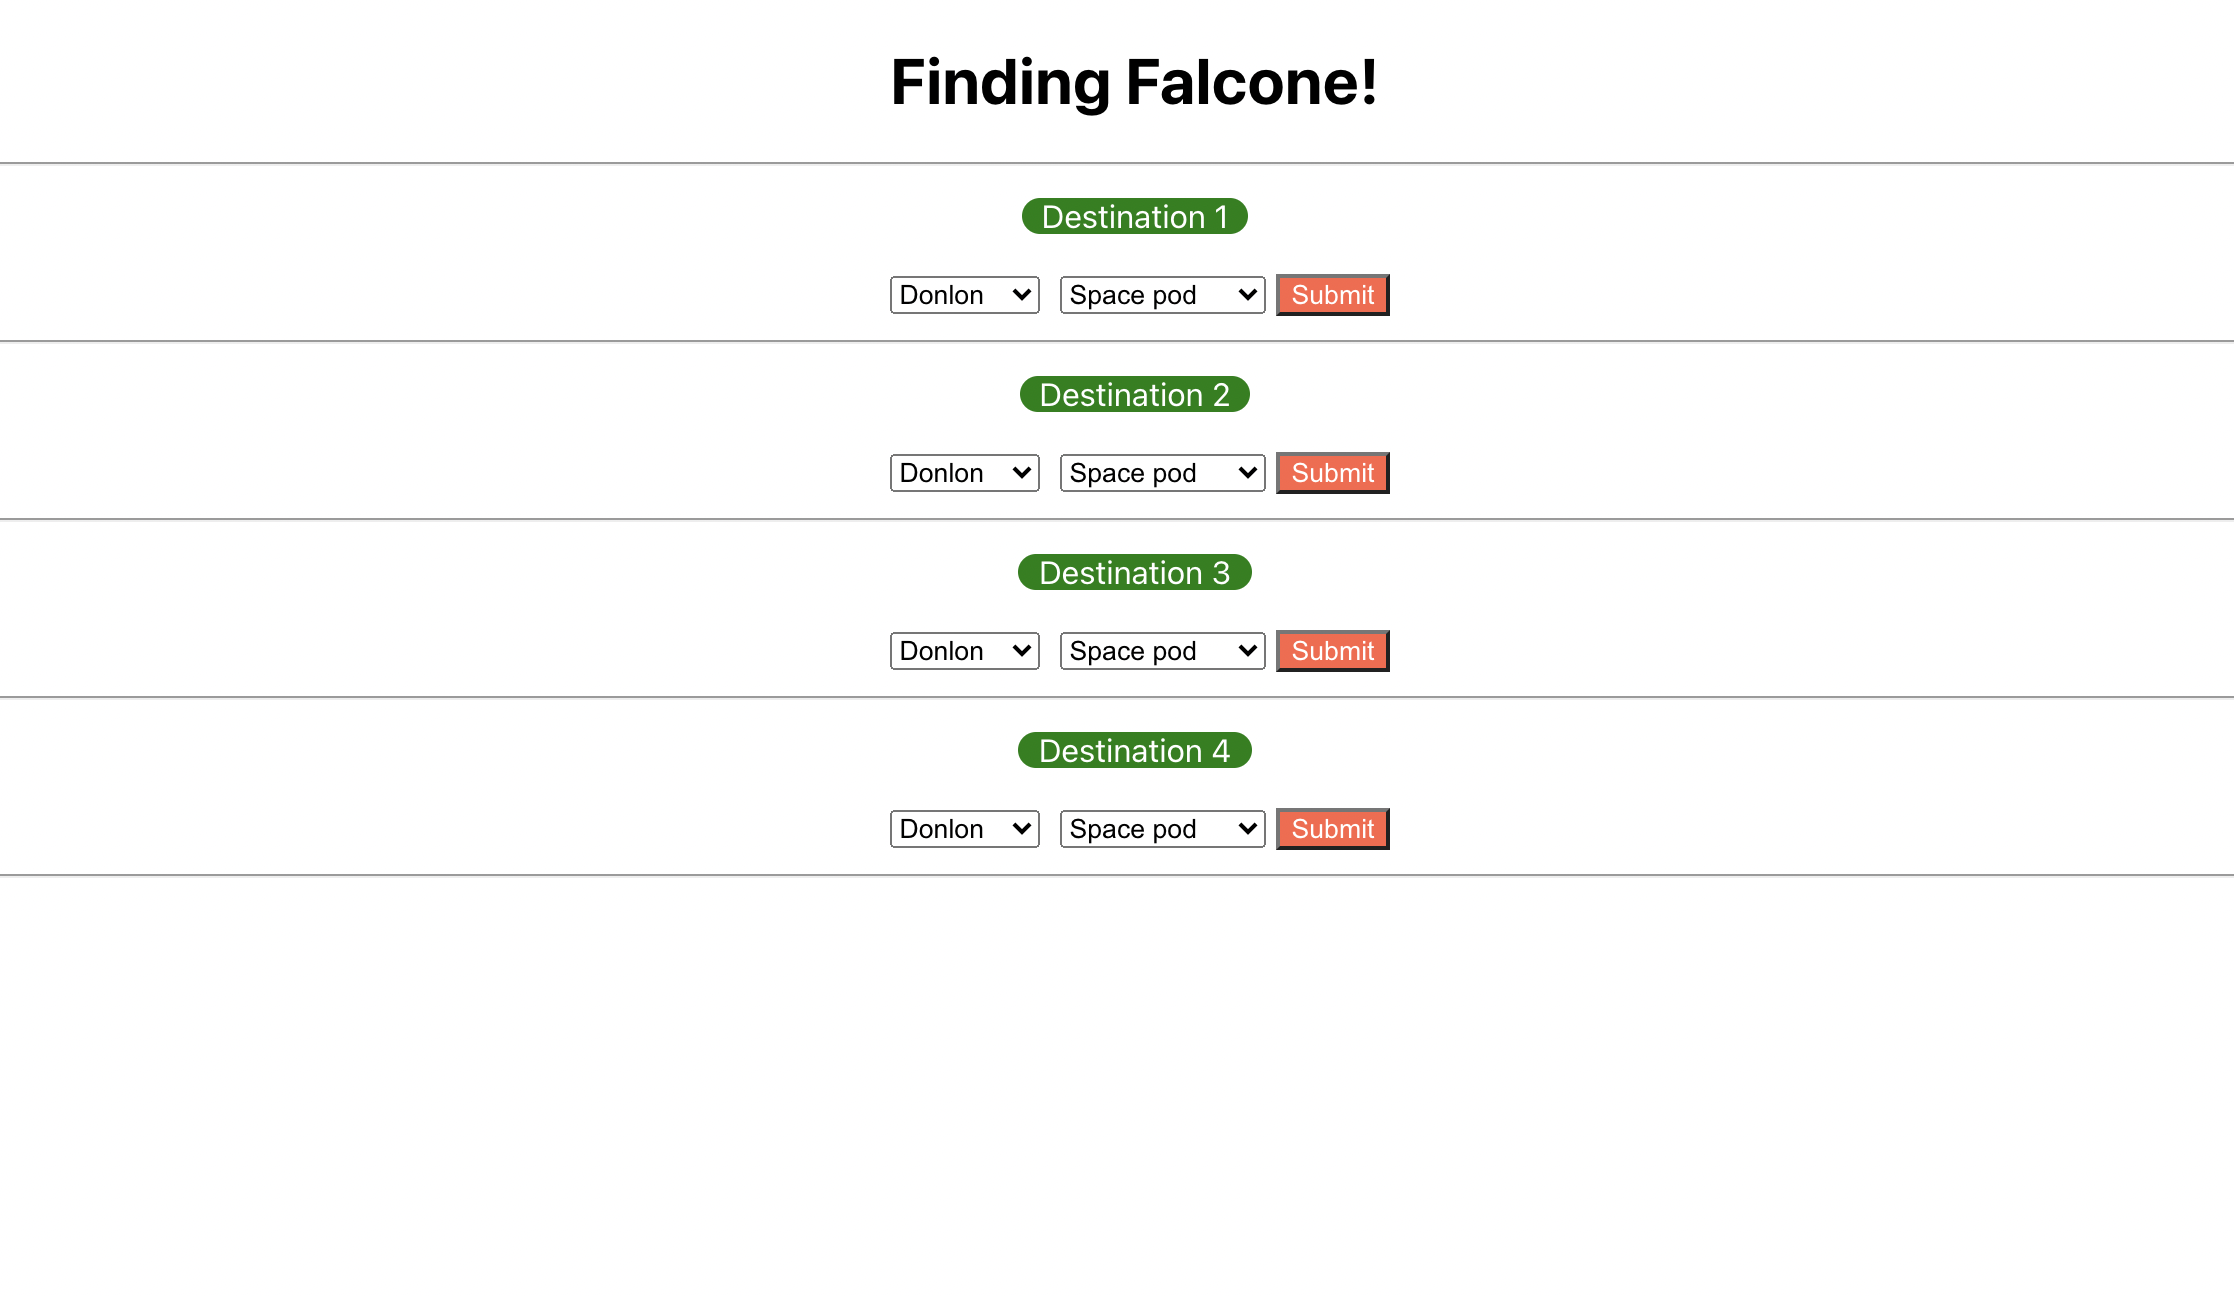 Finding Falcone!
Destination 1
Donlon Space pod Submit
Destination 2
Donlon Space pod Submit
Destination 3
Donlon Space pod Submit
Destination 4
Donlon Space pod Submit